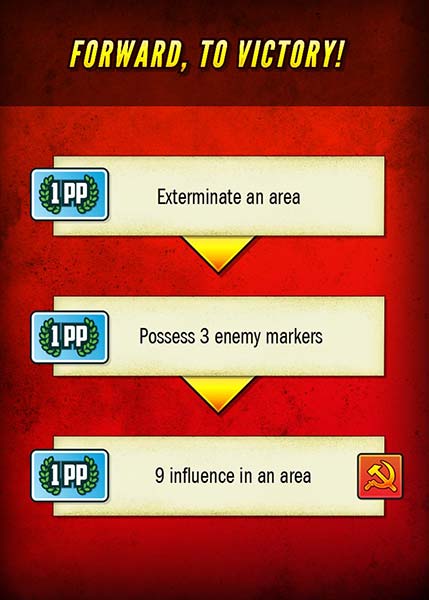 FORWARD, TO VICTORY!
1 PP
Exterminate an area
1 PP
Possess 3 enemy markers
1 PP
9 influence in an area